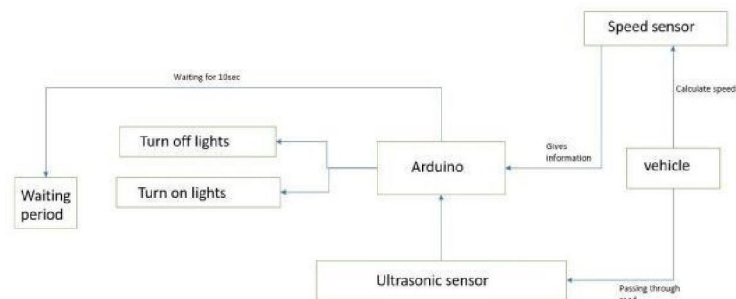 Speed sensor
Waiting for 10sec
Calculate speed
Turn off lights
Arduino
Gives
information
vehicle
Waiting
period
Turn on lights
Ultrasonic sensor
Passing through